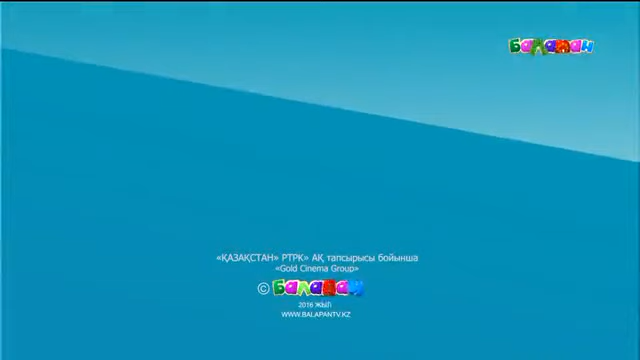 Балапан
«ҚАЗАҚСТАН» РТРК» АҚ тапсырысы бойынша
«Gold Cinema Group»
© Балапан
2016 ЖЫЛ
WWW.BALAPANTV.KZ